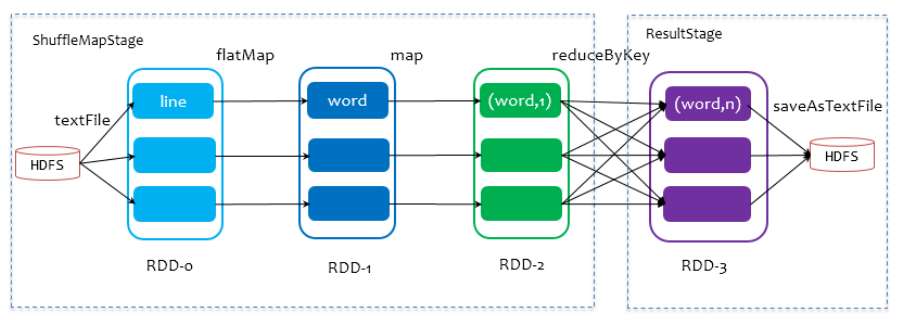 ShuffleMapStage
ResultStage
flatMap
map
reduceByKey
textFile
line
word
(word,1)
(word,n)
saveAsTextFile
HDFS
HDFS
RDD-0
RDD-1
RDD-2
RDD-3